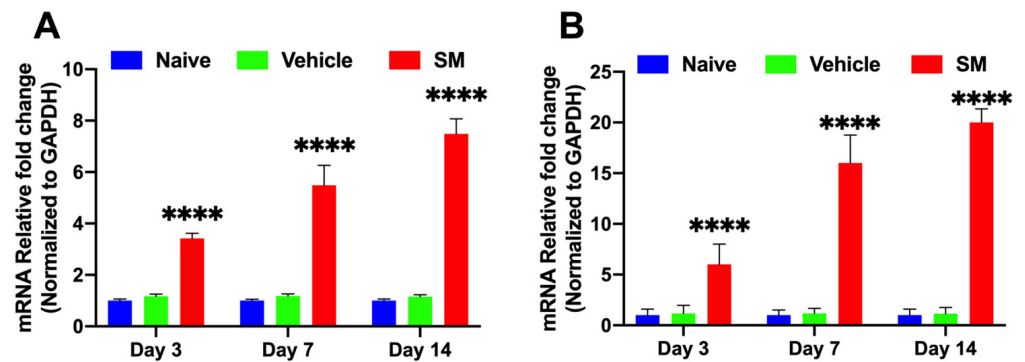 A
Naive Vehicle SM
mRNA Relative fold change
(Normalized to GAPDH)
10
8
6
4
2
0
****
****
****
Day 3 Day 7 Day 14
B
Naive Vehicle SM
mRNA Relative fold change
(Normalized to GAPDH)
25
20
15
10
5
0
****
****
****
Day 3 Day 7 Day 14